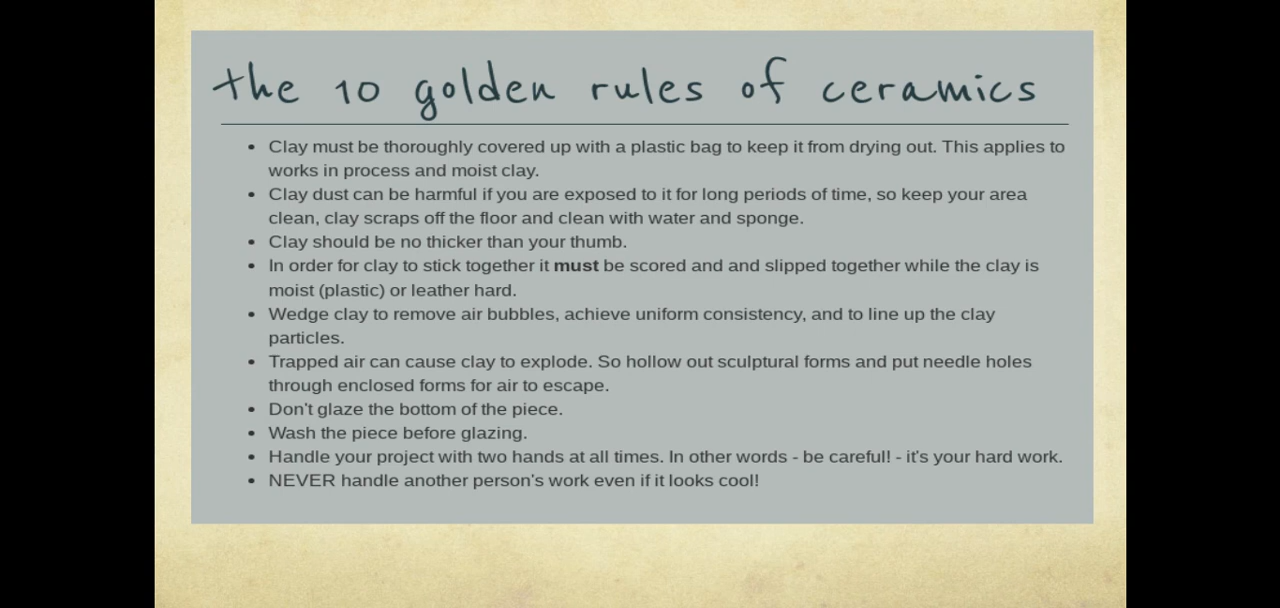 the 10 golden rules of ceramics
• Clay must be thoroughly covered up with a plastic bag to keep it from drying out. This applies to
works in process and moist clay.
• Clay dust can be harmful if you are exposed to it for long periods of time, so keep your area
clean, clay scraps off the floor and clean with water and sponge.
• Clay should be no thicker than your thumb.
• In order for clay to stick together it must be scored and and slipped together while the clay is
moist (plastic) or leather hard.
• Wedge clay to remove air bubbles, achieve uniform consistency, and to line up the clay
particles.
• Trapped air can cause clay to explode. So hollow out sculptural forms and put needle holes
through enclosed forms for air to escape.
• Don't glaze the bottom of the piece.
• Wash the piece before glazing.
• Handle your project with two hands at all times. In other words - be careful! - it's your hard work.
• NEVER handle another person's work even if it looks cool!